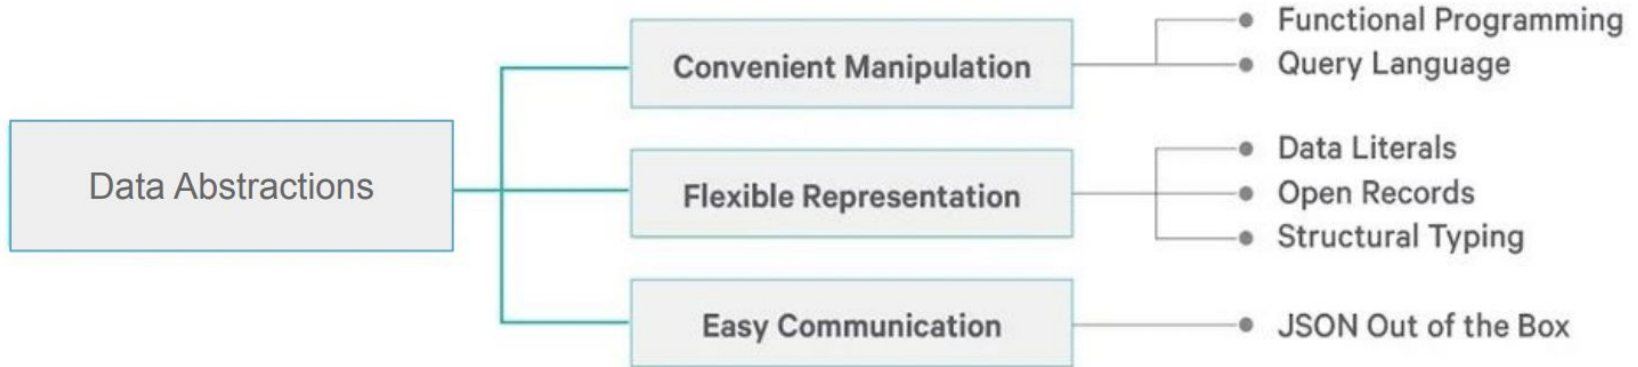 Data Abstractions
Convenient Manipulation
Functional Programming
Query Language
Flexible Representation
Data Literals
Open Records
Structural Typing
Easy Communication
JSON Out of the Box